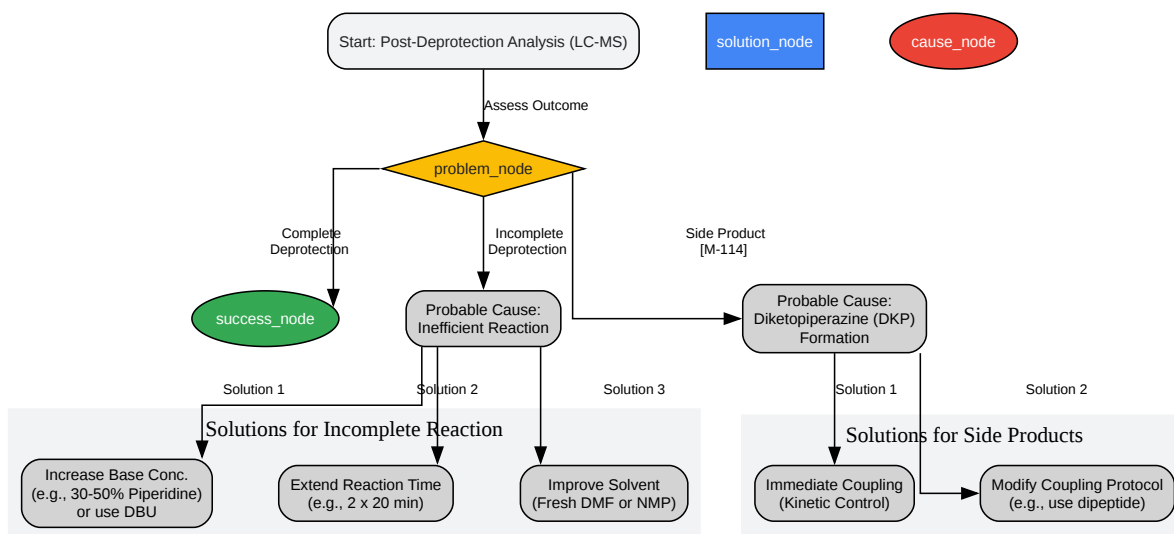 Start: Post-Deprotection Analysis (LC-MS)
solution_node
cause_node
Assess Outcome
problem_node
Complete
Deprotection
Incomplete
Deprotection
Side Product
[M-114]
success_node
Probable Cause:
Inefficient Reaction
Probable Cause:
Diketopiperazine (DKP)
Formation
Solution 1
Solution 2
Solution 3
Solution 1
Solution 2
Solutions for Incomplete Reaction
Solutions for Side Products
Increase Base Conc.
(e.g., 30-50% Piperidine)
or use DBU
Extend Reaction Time
(e.g., 2 x 20 min)
Improve Solvent
(Fresh DMF or NMP)
Immediate Coupling
(Kinetic Control)
Modify Coupling Protocol
(e.g., use dipeptide)